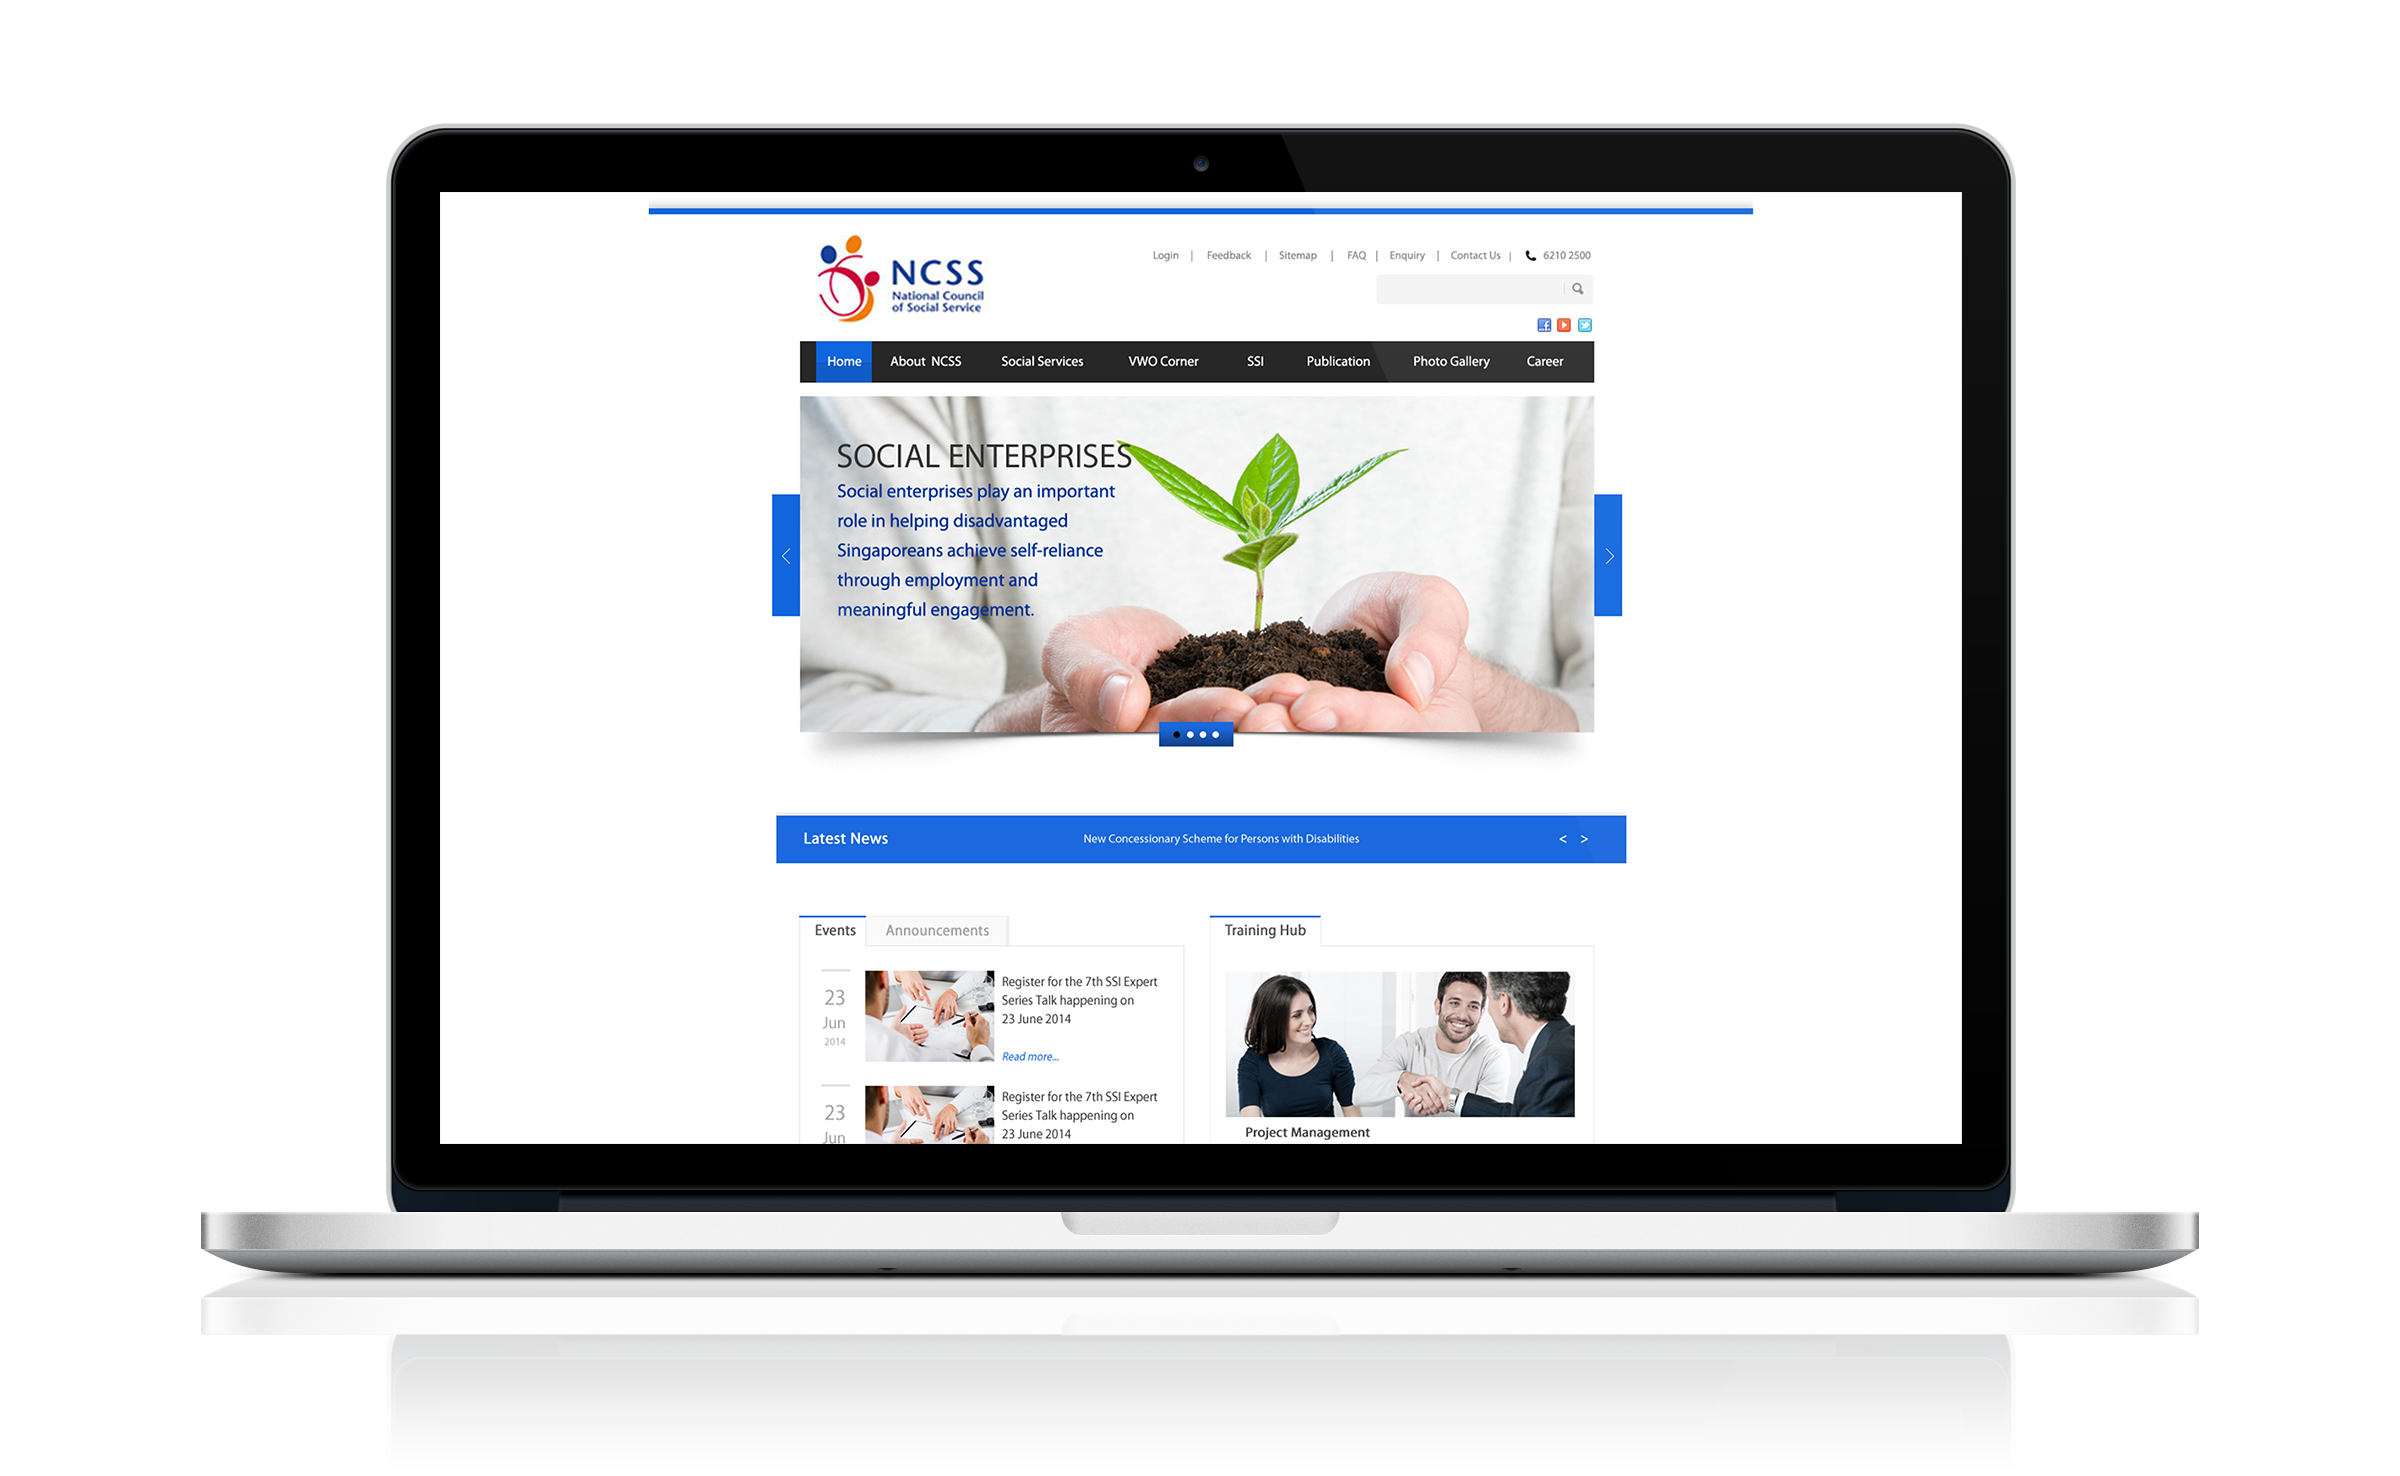 NCSS
National Council
of Social Service
Login | Feedback | Sitemap | FAQ | Enquiry | Contact Us | 6210 2500
Home About NCSS Social Services VWO Corner SSI Publication Photo Gallery Career
SOCIAL ENTERPRISES
Social enterprises play an important
role in helping disadvantaged
Singaporeans achieve self-reliance
through employment and
meaningful engagement.
Latest News New Concessionary Scheme for Persons with Disabilities < >
Events Announcements
23
Jun
2014
Register for the 7th SSI Expert
Series Talk happening on
23 June 2014
Read more...
23
Jun
Register for the 7th SSI Expert
Series Talk happening on
23 June 2014
Training Hub
Project Management